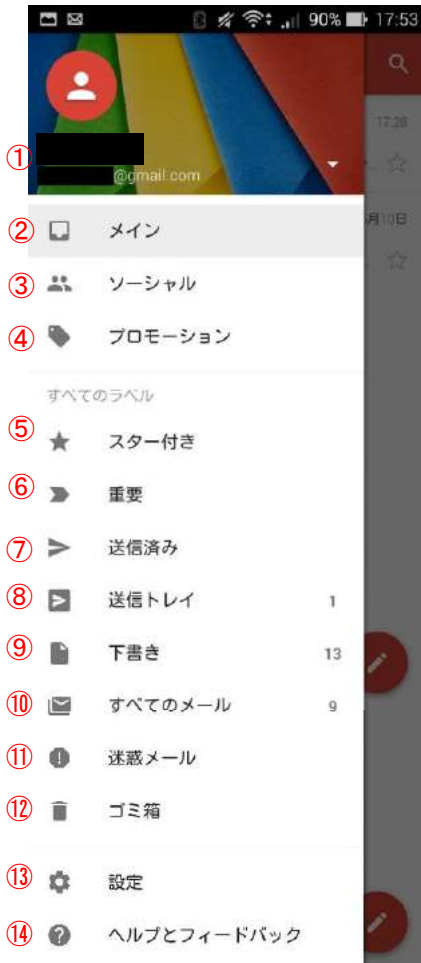 90% 17:53
17:28
①
@gmail.com
② メイン
月10日
③ ソーシャル
④ プロモーション
すべてのラベル
⑤ スター付き
⑥ 重要
⑦ 送信済み
⑧ 送信トレイ 1
⑨ 下書き 13
⑩ すべてのメール 9
⑪ 迷惑メール
⑫ ゴミ箱
⑬ 設定
⑭ ヘルプとフィードバック